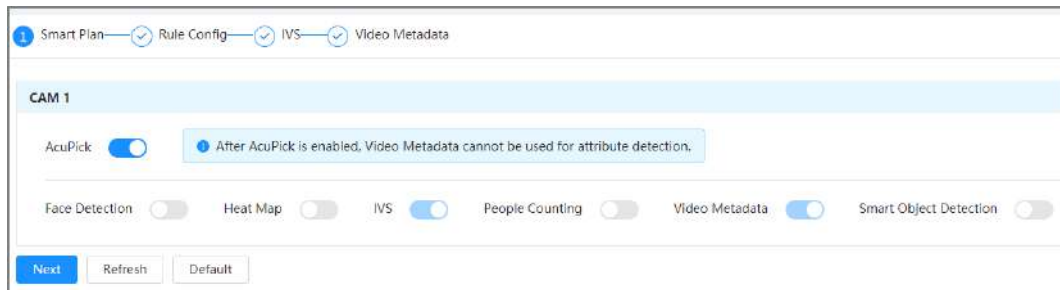 1 Smart Plan Rule Config IVS Video Metadata
CAM 1
AcuPick After AcuPick is enabled, Video Metadata cannot be used for attribute detection.
Face Detection Heat Map IVS People Counting Video Metadata Smart Object Detection
Next Refresh Default